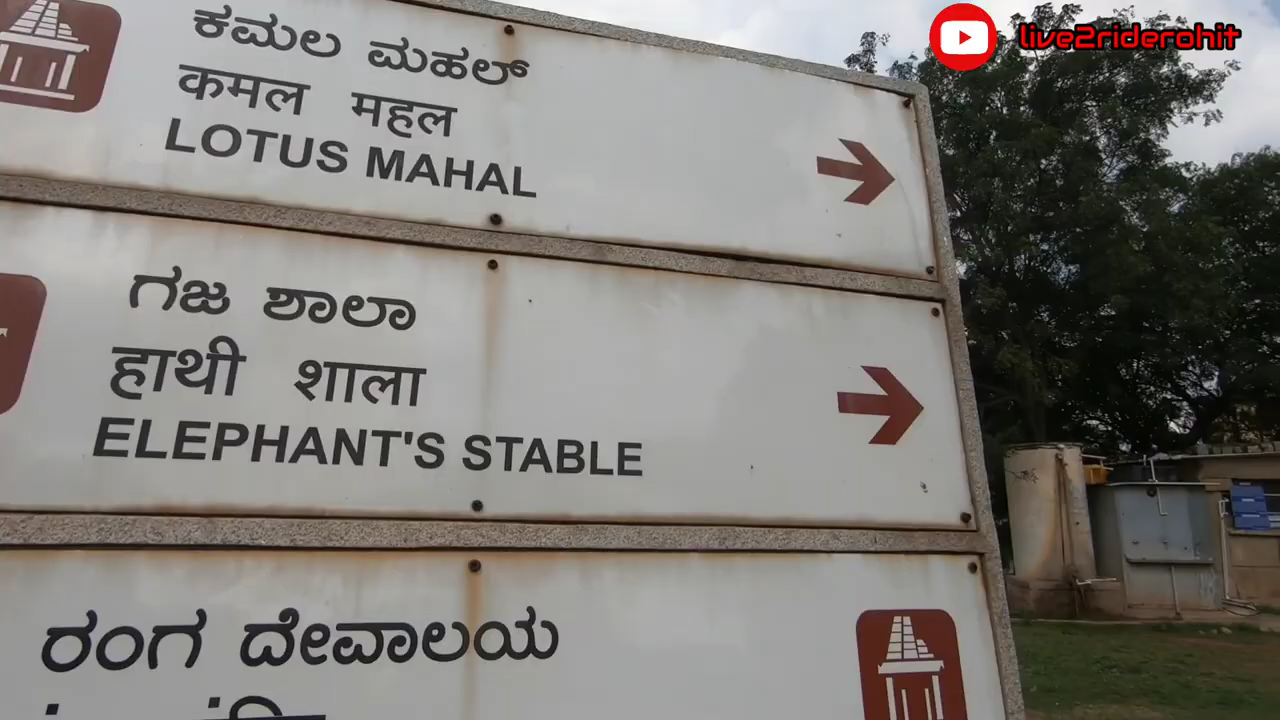 live2riderohit
ಕಮಲ ಮಹಲ್
कमल महल
LOTUS MAHAL
ಗಜ ಶಾಲಾ
हाथी शाला
ELEPHANT'S STABLE
ರಂಗ ದೇವಾಲಯ